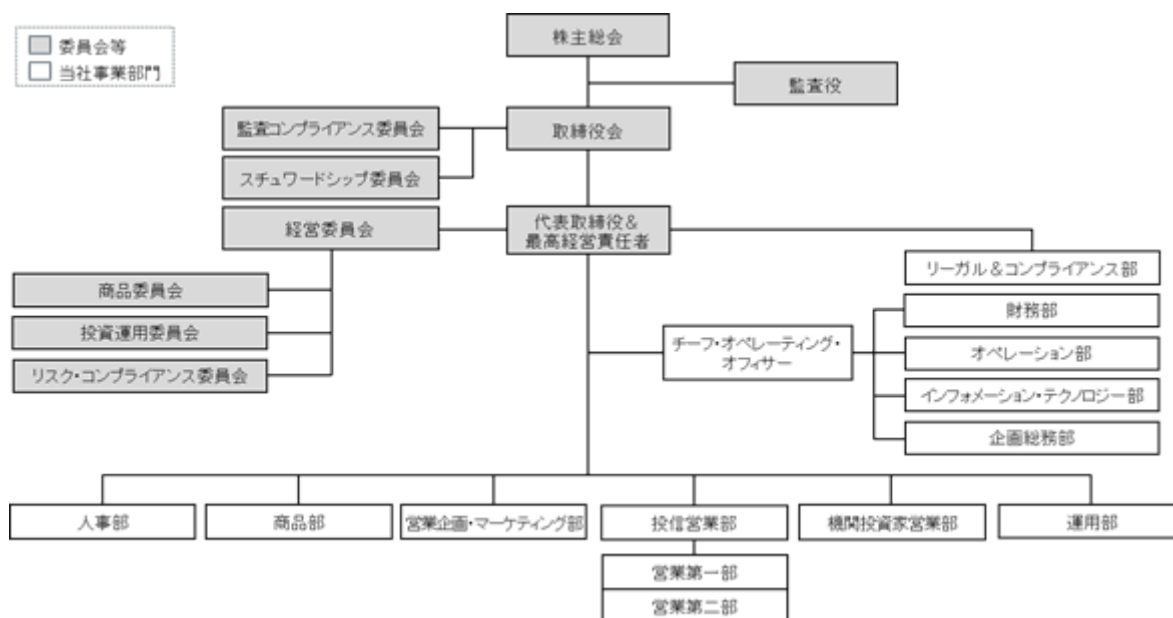 委員会等
当社事業部門
株主総会
監査役
監査コンプライアンス委員会
取締役会
スチュワードシップ委員会
経営委員会
代表取締役＆
最高経営責任者
リーガル＆コンプライアンス部
商品委員会
財務部
投資運用委員会
チーフ・オペレーティング・
オフィサー
オペレーション部
リスク・コンプライアンス委員会
インフォメーション・テクノロジー部
企画総務部
人事部
商品部
営業企画・マーケティング部
投信営業部
機関投資家営業部
運用部
営業第一部
営業第二部